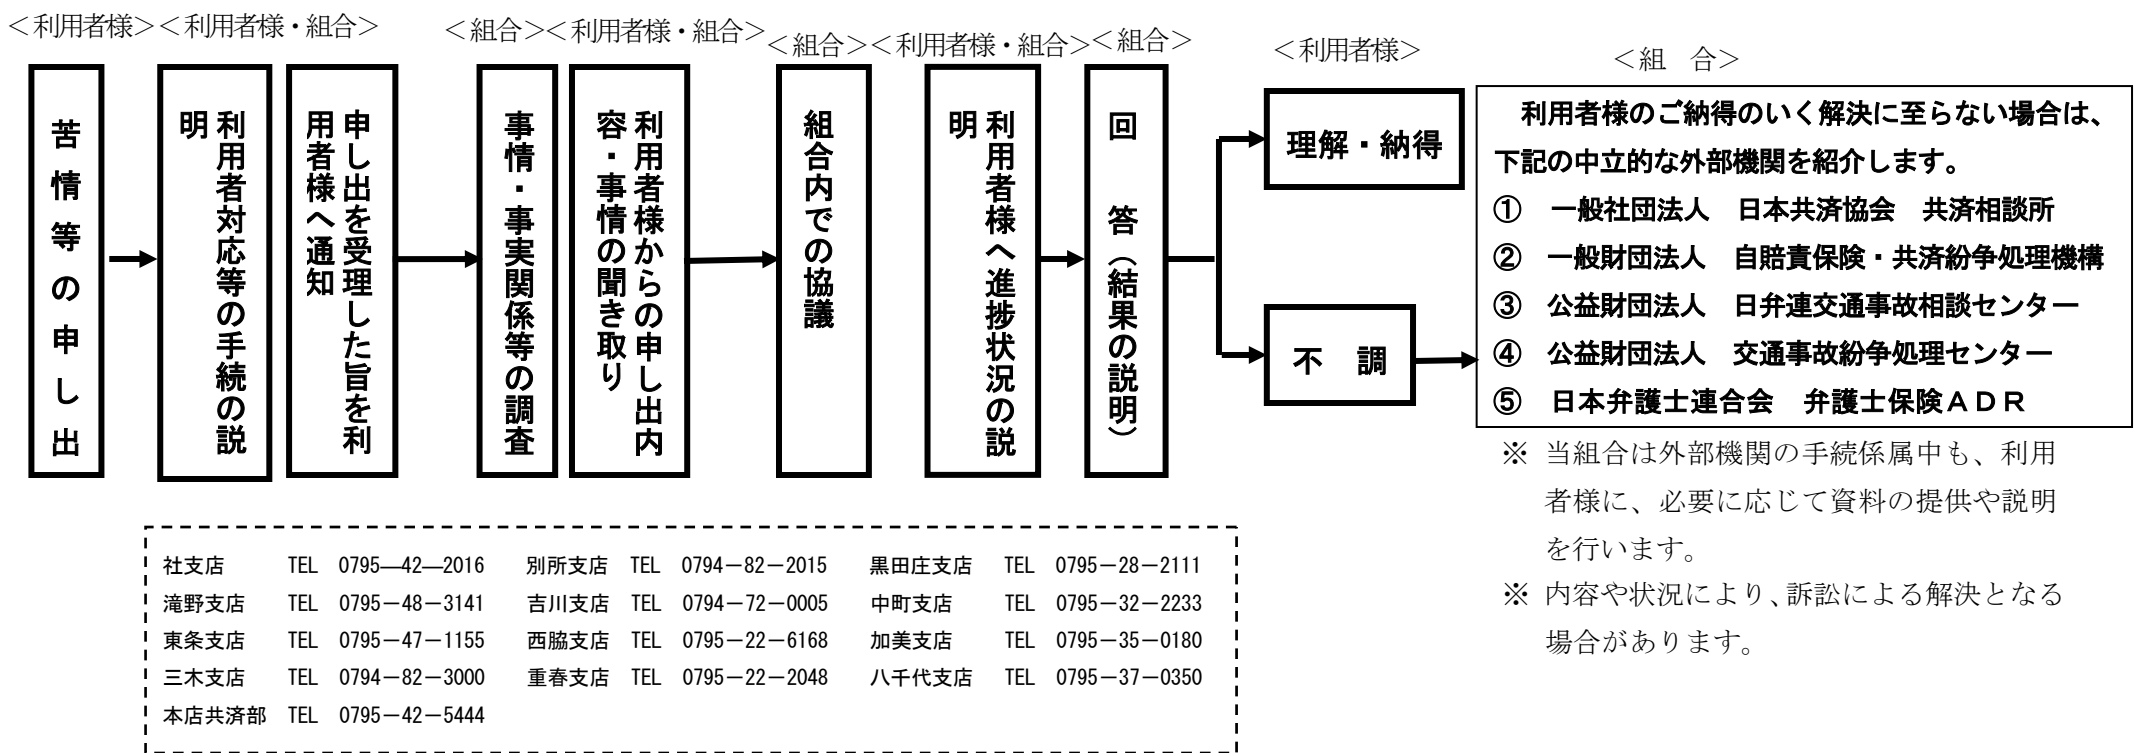 ＜利用者様＞
＜利用者様・組合＞
＜組合＞
＜利用者様・組合＞
＜組合＞
＜利用者様・組合＞
＜組合＞
＜利用者様＞
＜組　合＞
苦情等の申し出
利用者対応等の手続の説
明
申し出を受理した旨を利
用者様へ通知
事情・事実関係等の調査
利用者様からの申し出内
容・事情の聞き取り
組合内での協議
利用者様へ進捗状況の説
明
回　答（結果の説明）
理解・納得
不　調
利用者様のご納得のいく解決に至らない場合は、
下記の中立的な外部機関を紹介します。
①　一般社団法人　日本共済協会　共済相談所
②　一般財団法人　自賠責保険・共済紛争処理機構
③　公益財団法人　日弁連交通事故相談センター
④　公益財団法人　交通事故紛争処理センター
⑤　日本弁護士連合会　弁護士保険ＡＤＲ
※ 当組合は外部機関の手続係属中も、利用
者様に、必要に応じて資料の提供や説明
を行います。
※ 内容や状況により、訴訟による解決となる
場合があります。
社支店　TEL　0795―42―2016　別所支店　TEL　0794－82－2015　黒田庄支店　TEL　0795－28－2111
滝野支店　TEL　0795－48－3141　吉川支店　TEL　0794－72－0005　中町支店　TEL　0795－32－2233
東条支店　TEL　0795－47－1155　西脇支店　TEL　0795－22－6168　加美支店　TEL　0795－35－0180
三木支店　TEL　0794－82－3000　重春支店　TEL　0795－22－2048　八千代支店　TEL　0795－37－0350
本店共済部　TEL　0795－42－5444